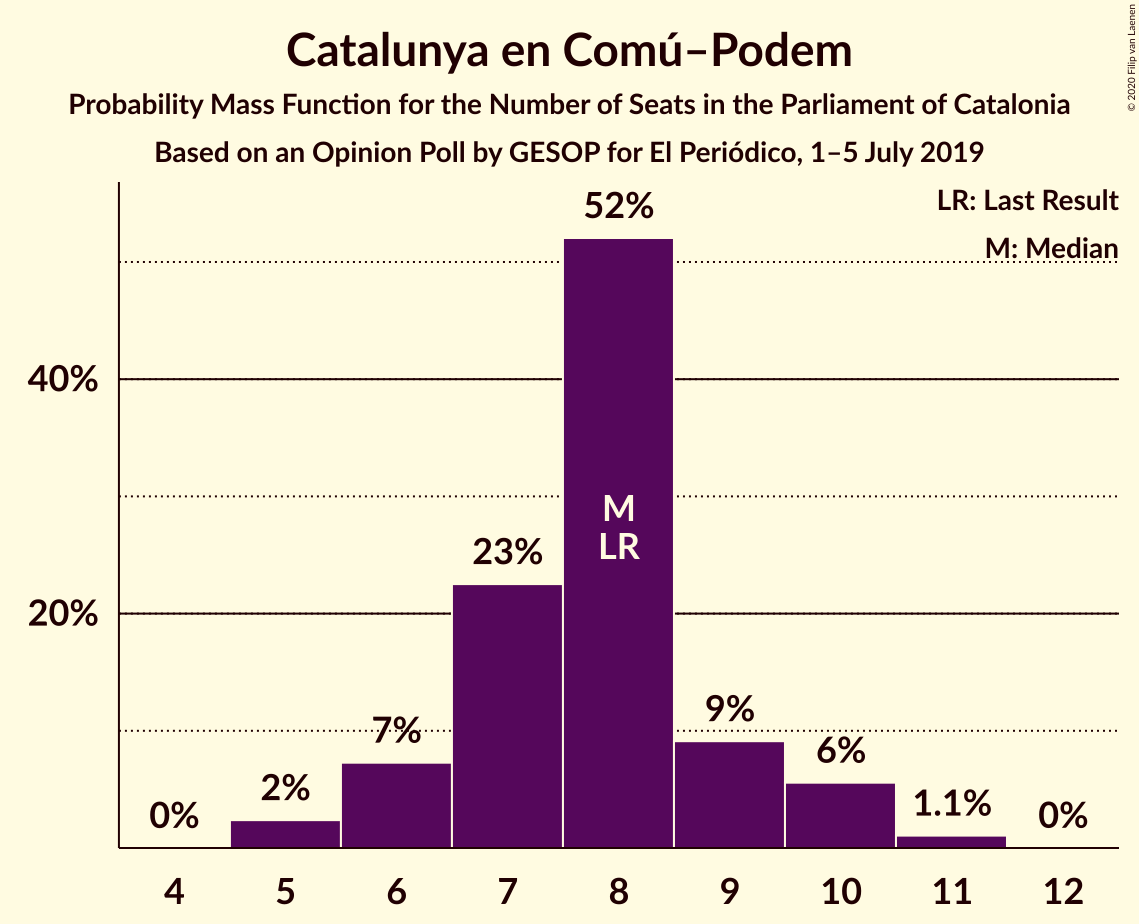 Catalunya en Comú–Podem
Probability Mass Function for the Number of Seats in the Parliament of Catalonia
Based on an Opinion Poll by GESOP for El Periódico, 1–5 July 2019
© 2020 Filip van Laenen
LR: Last Result
M: Median
52%
40%
M
LR
23%
20%
9%
7%
6%
2%
1.1%
0%
0%
4 5 6 7 8 9 10 11 12